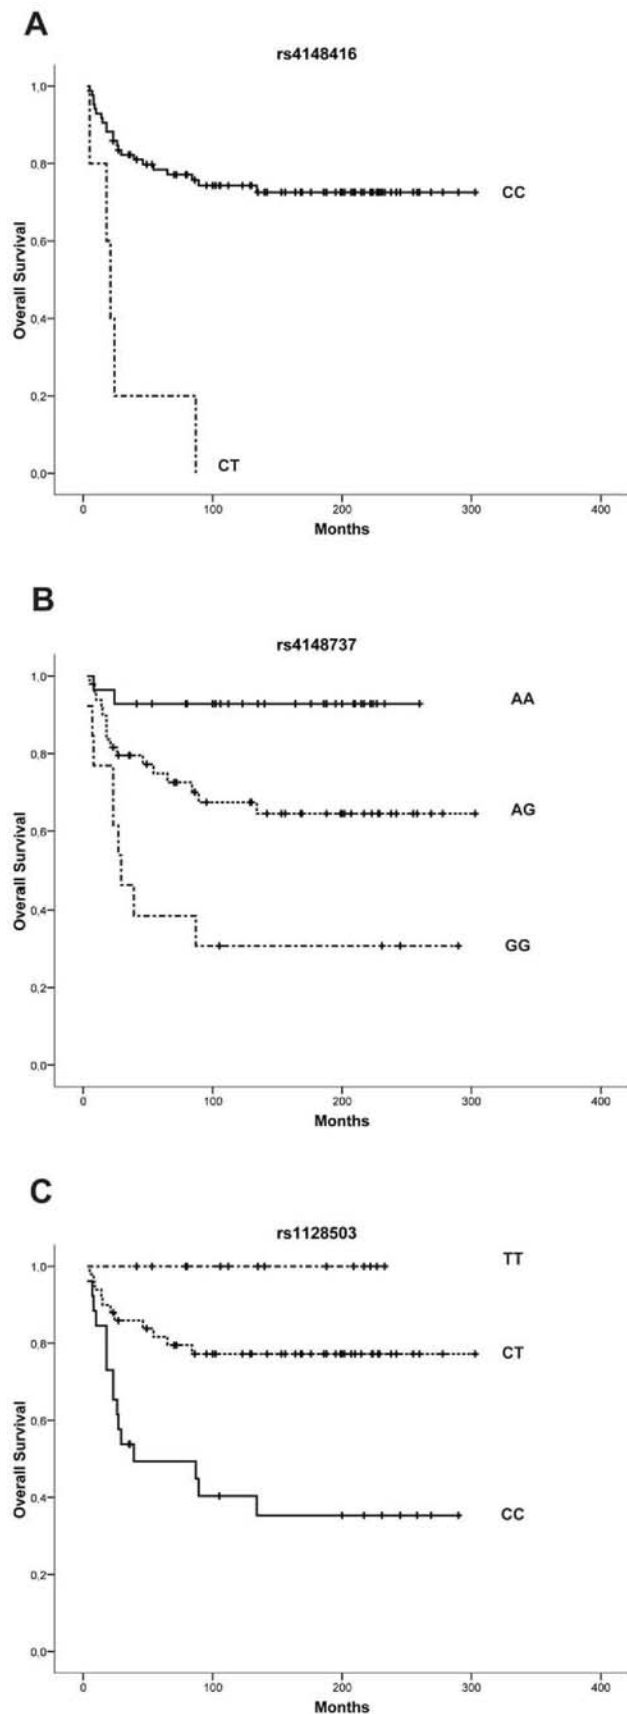 A
rs4148416
1,0
0,8
0,6
0,4
0,2
0,0
Overall Survival
CC
CT
0 100 200 300 400
Months
B
rs4148737
1,0
0,8
0,6
0,4
0,2
0,0
Overall Survival
AA
AG
GG
0 100 200 300 400
Months
C
rs1128503
1,0
0,8
0,6
0,4
0,2
0,0
Overall Survival
TT
CT
CC
0 100 200 300 400
Months